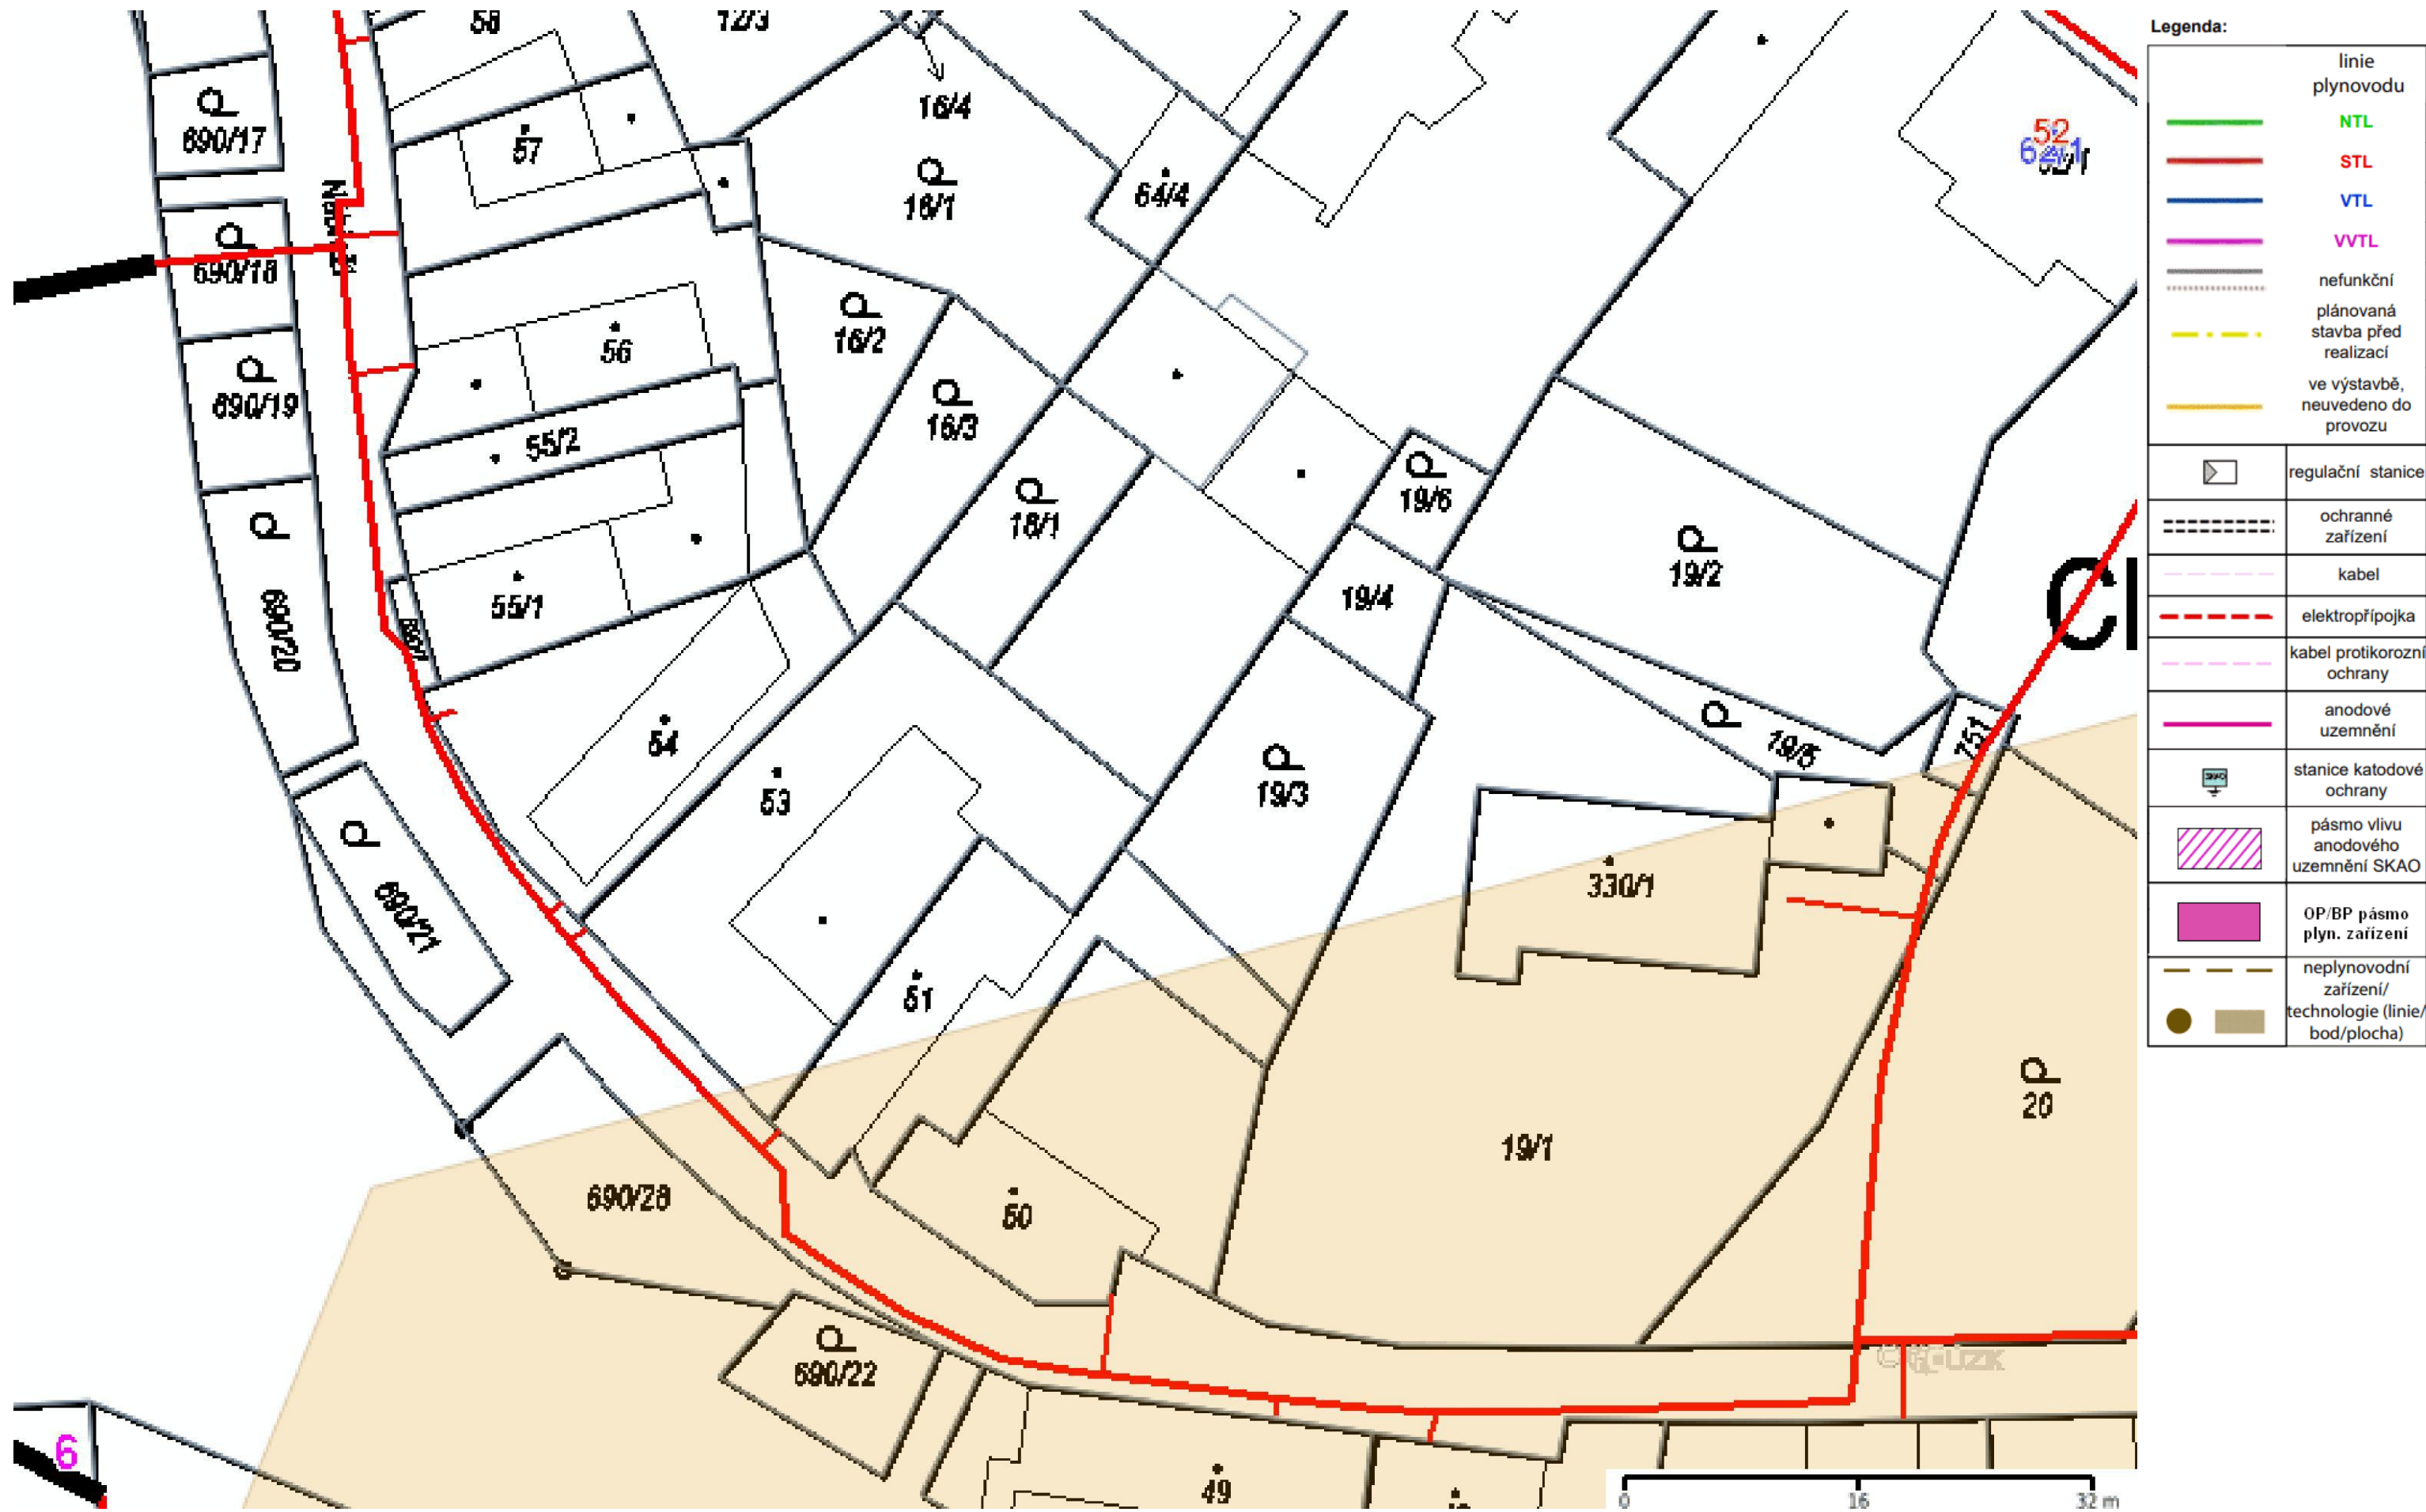 58
12/3
Legenda:
linie
plynovodu
NTL
STL
VTL
VVTL
nefunkční
plánovaná
stavba před
realizací
ve výstavbě,
neuvedeno do
provozu
regulační stanice
ochranné
zařízení
kabel
elektropřípojka
kabel protikorozní
ochrany
anodové
uzemnění
SKAO
stanice katodové
ochrany
pásmo vlivu
anodového
uzemnění SKAO
OP/BP pásmo
plyn. zařízení
neplynovodní
zařízení/
technologie (linie/
bod/plocha)
16/4
690/17
57
52
62/1
64/4
16/1
690/18
16/2
56
690/19
16/3
55/2
19/6
18/1
19/2
19/4
55/1
690/20
54
19/5
751
53
19/3
330/1
690/21
51
20
19/1
690/28
50
690/22
6
49
0 16 32 m